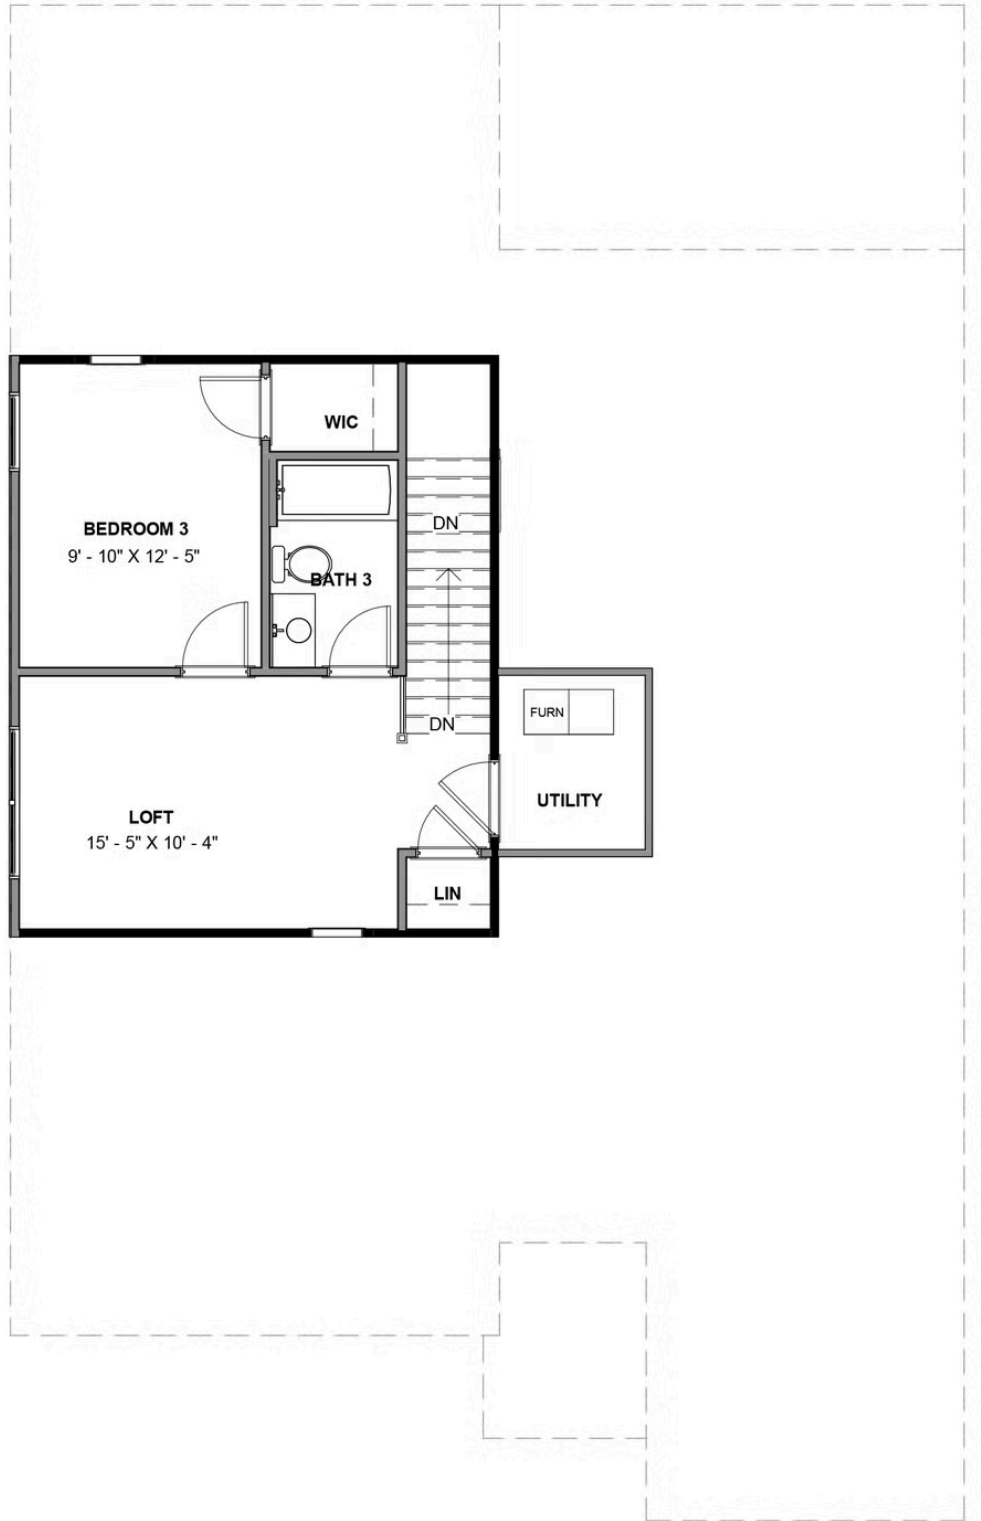 WIC
DN
BEDROOM 3
9' - 10" X 12' - 5"
BATH 3
FURN
DN
UTILITY
LOFT
15' - 5" X 10' - 4"
LIN